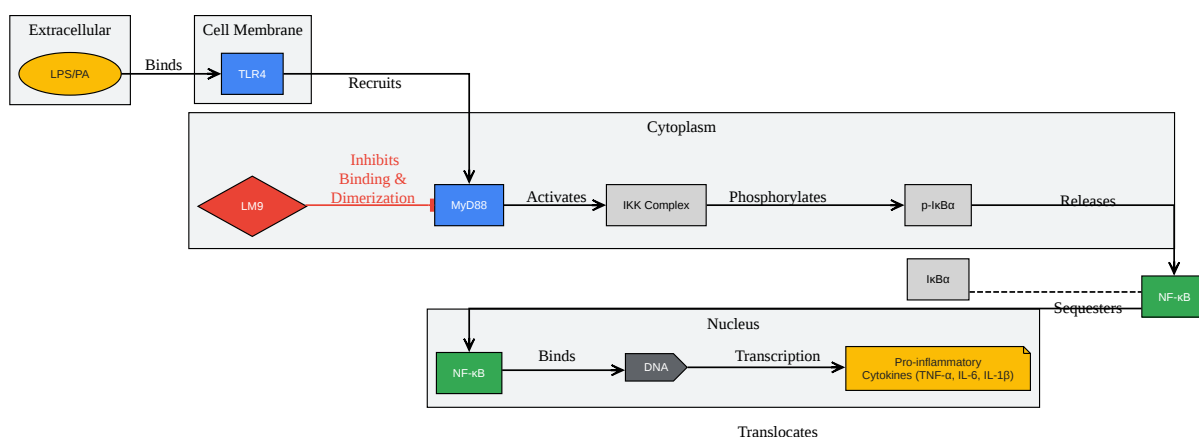 Extracellular
Cell Membrane
LPS/PA
Binds
TLR4
Recruits
Cytoplasm
Inhibits
Binding &
Dimerization
LM9
MyD88
Activates
IKK Complex
Phosphorylates
p-IκBα
Releases
IκBα
Sequesters
NF-κB
Nucleus
NF-κB
Binds
DNA
Transcription
Pro-inflammatory
Cytokines (TNF-α, IL-6, IL-1β)
Translocates